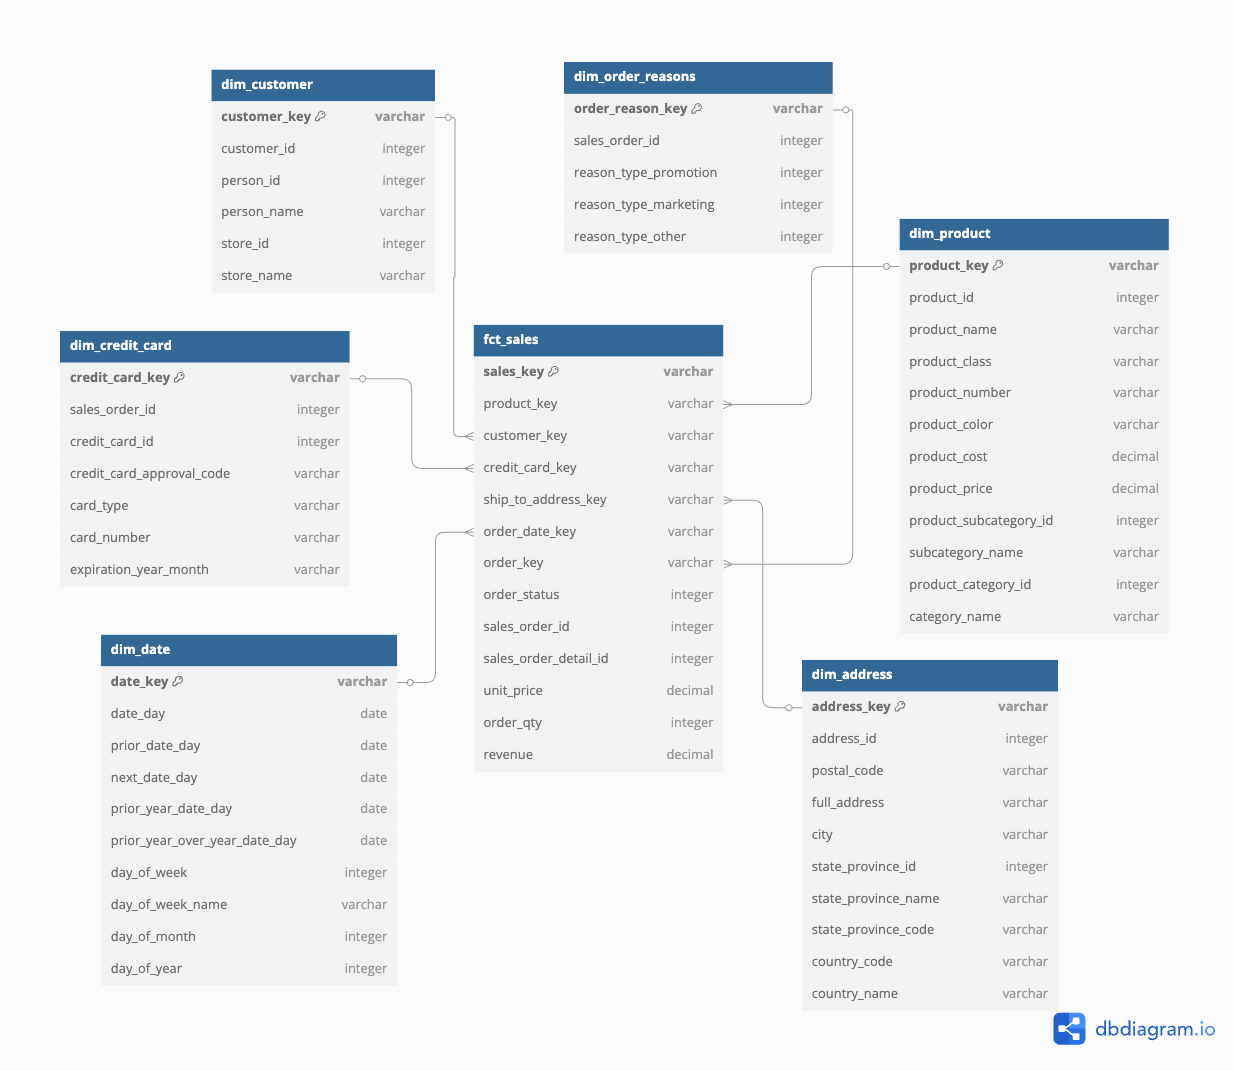 dim_customer
customer_key varchar
customer_id integer
person_id integer
person_name varchar
store_id integer
store_name varchar
dim_order_reasons
order_reason_key varchar
sales_order_id integer
reason_type_promotion integer
reason_type_marketing integer
reason_type_other integer
dim_product
product_key varchar
product_id integer
product_name varchar
product_class varchar
product_number varchar
product_color varchar
product_cost decimal
product_price decimal
product_subcategory_id integer
subcategory_name varchar
product_category_id integer
category_name varchar
dim_credit_card
credit_card_key varchar
sales_order_id integer
credit_card_id integer
credit_card_approval_code varchar
card_type varchar
card_number varchar
expiration_year_month varchar
fct_sales
sales_key varchar
product_key varchar
customer_key varchar
credit_card_key varchar
ship_to_address_key varchar
order_date_key varchar
order_key varchar
order_status integer
sales_order_id integer
sales_order_detail_id integer
unit_price decimal
order_qty integer
revenue decimal
dim_date
date_key varchar
date_day date
prior_date_day date
next_date_day date
prior_year_date_day date
prior_year_over_year_date_day date
day_of_week integer
day_of_week_name varchar
day_of_month integer
day_of_year integer
dim_address
address_key varchar
address_id integer
postal_code varchar
full_address varchar
city varchar
state_province_id integer
state_province_name varchar
state_province_code varchar
country_code varchar
country_name varchar
dbdiagram.io